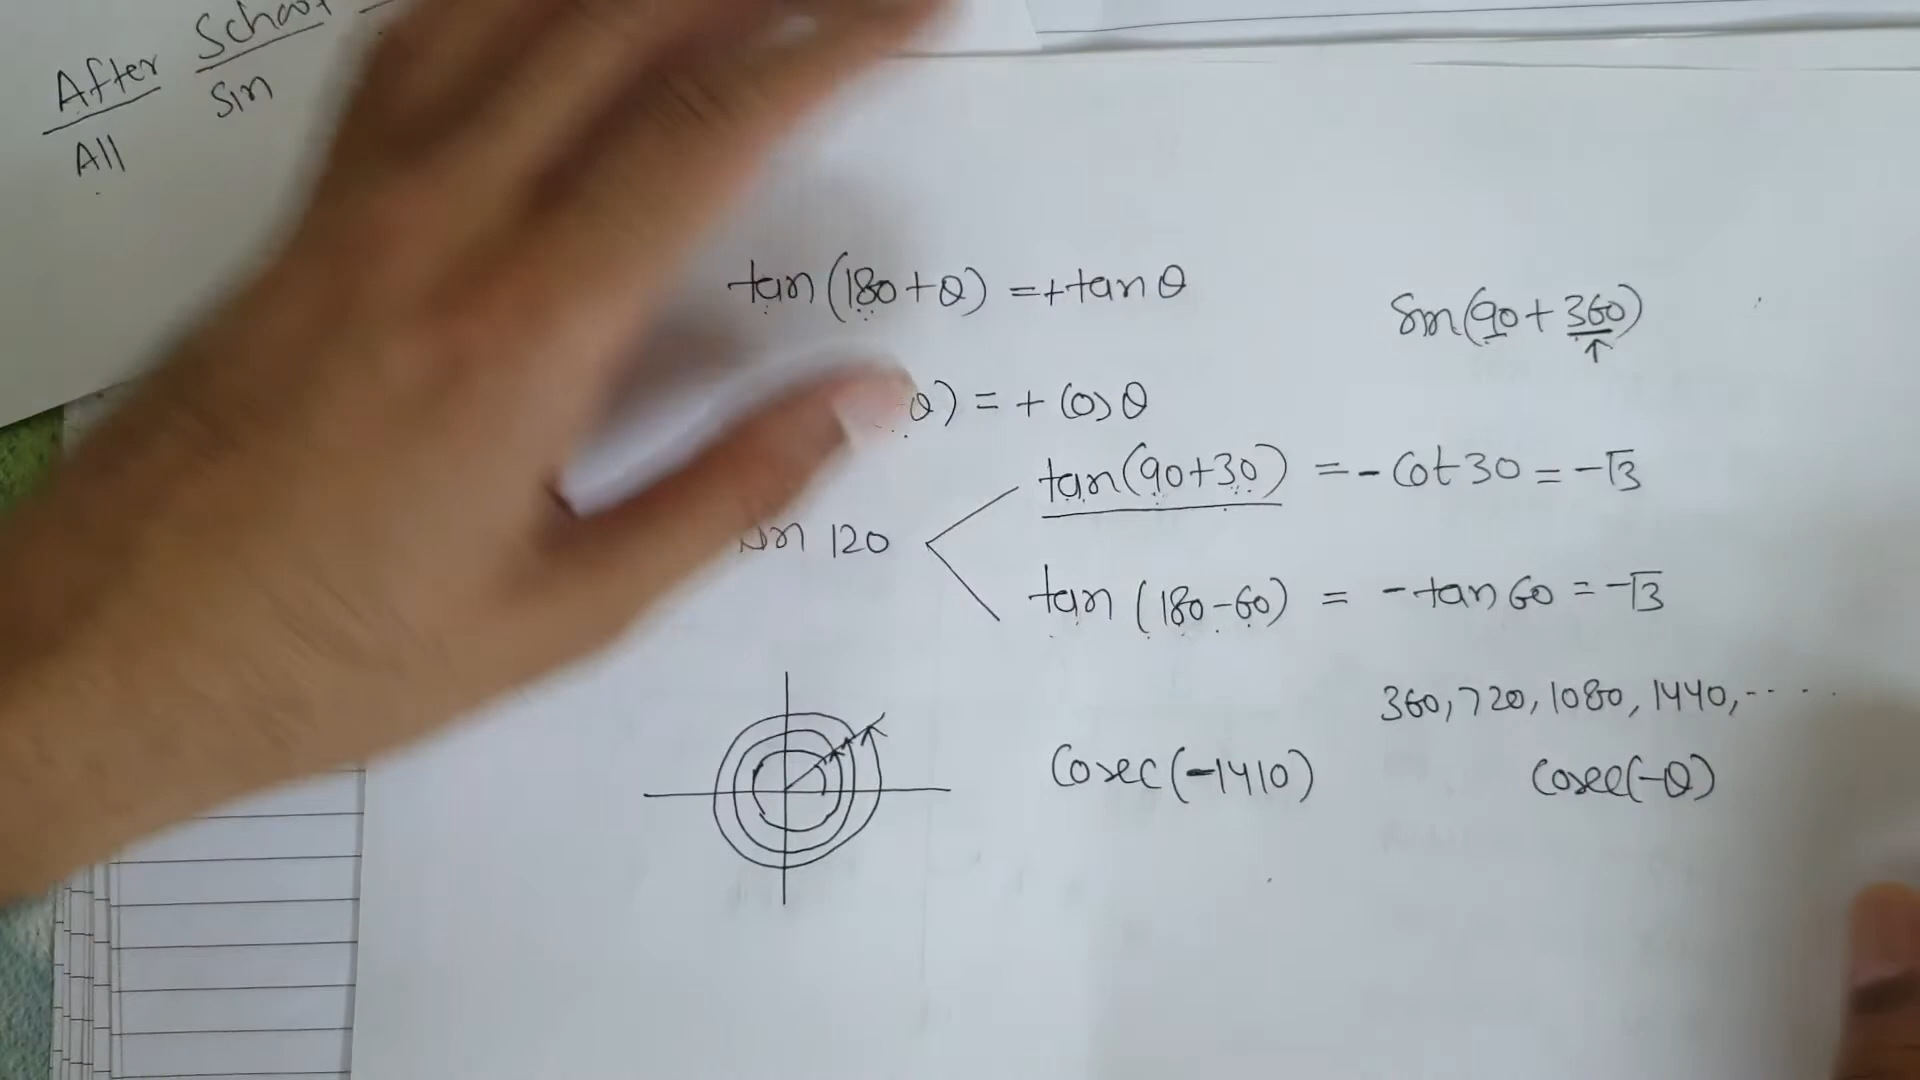 After School
All Sin
tan(180+θ) =+tanθ
Sin(90+360)
θ) = + Cosθ
tan(90+30) =-Cot30=-√3
120
tan (180-60) = -tan60=-√3
360,720,1080,1440,-----
Cosec(-1410)
Cosec(-θ)